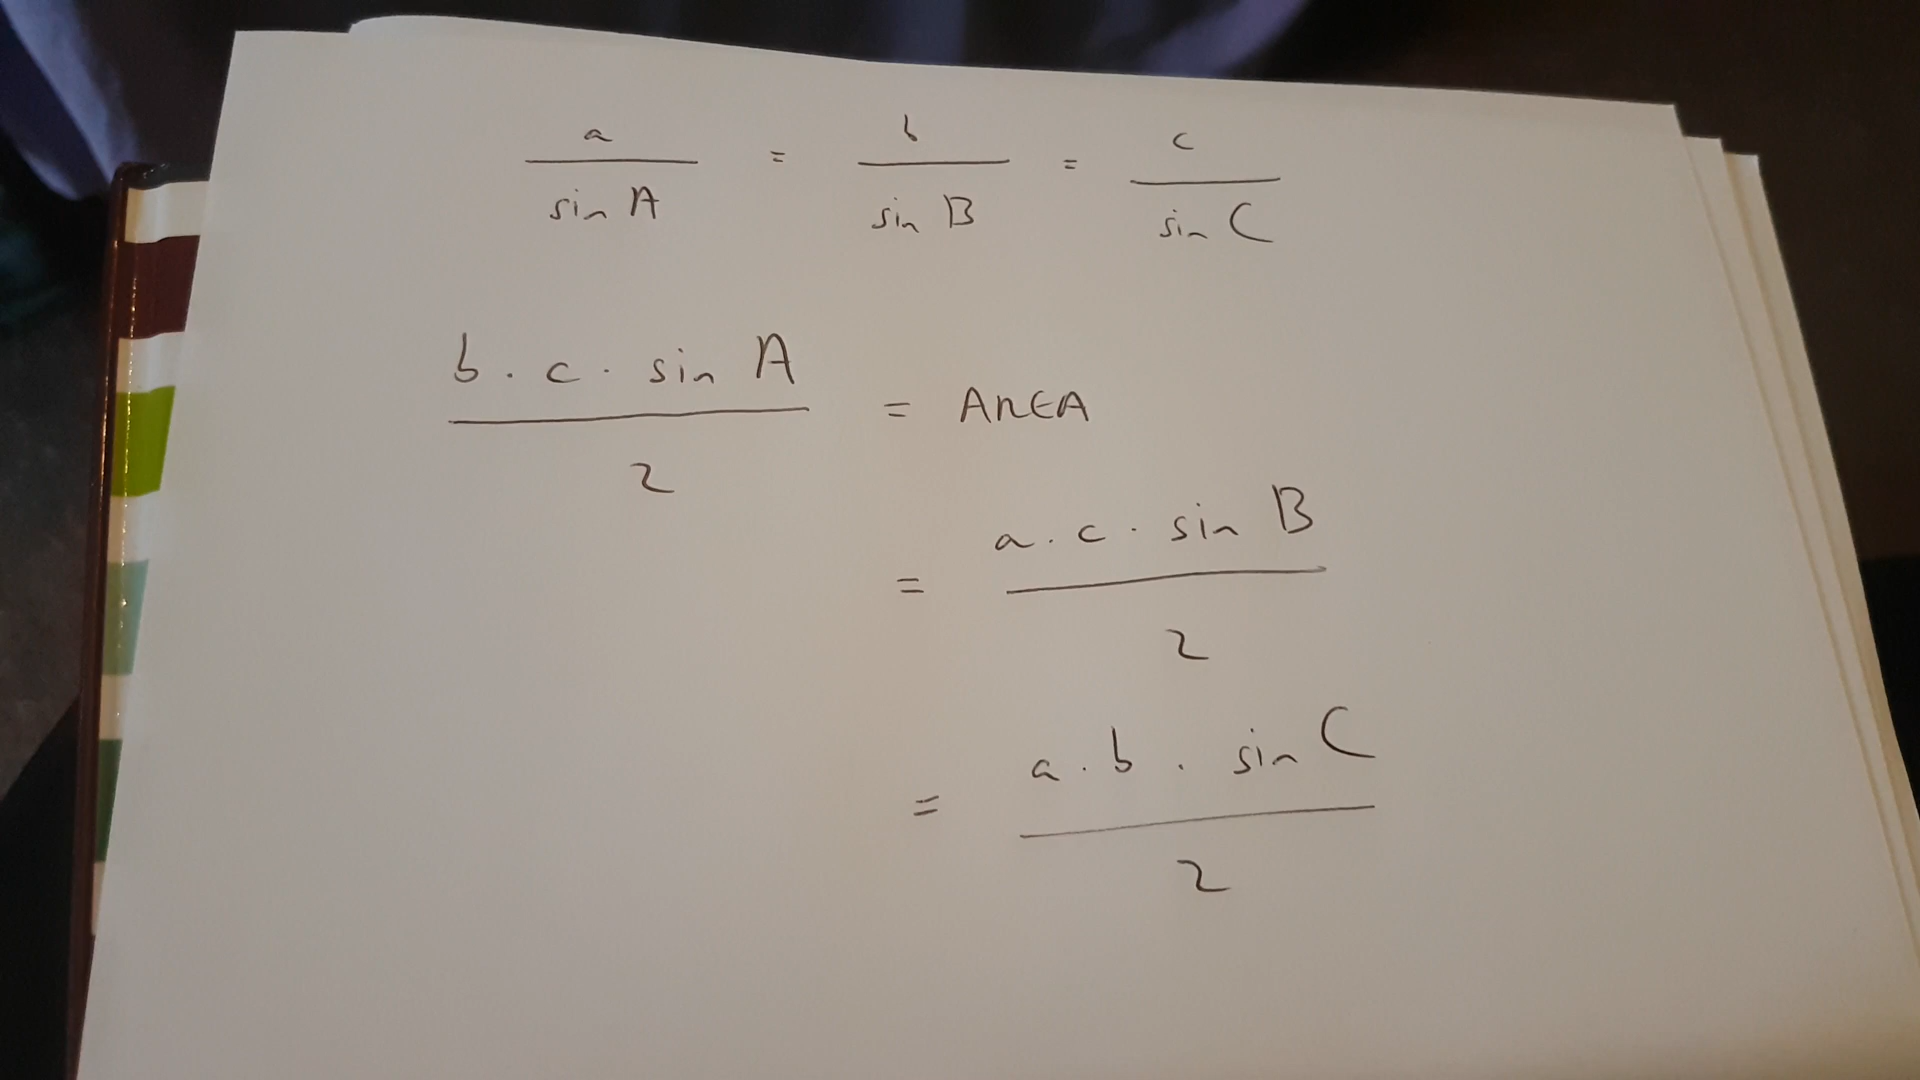 a/sin A = b/sin B = c/sin C
b . c . sin A / 2 = AREA
= a . c . sin B / 2
= a . b . sin C / 2